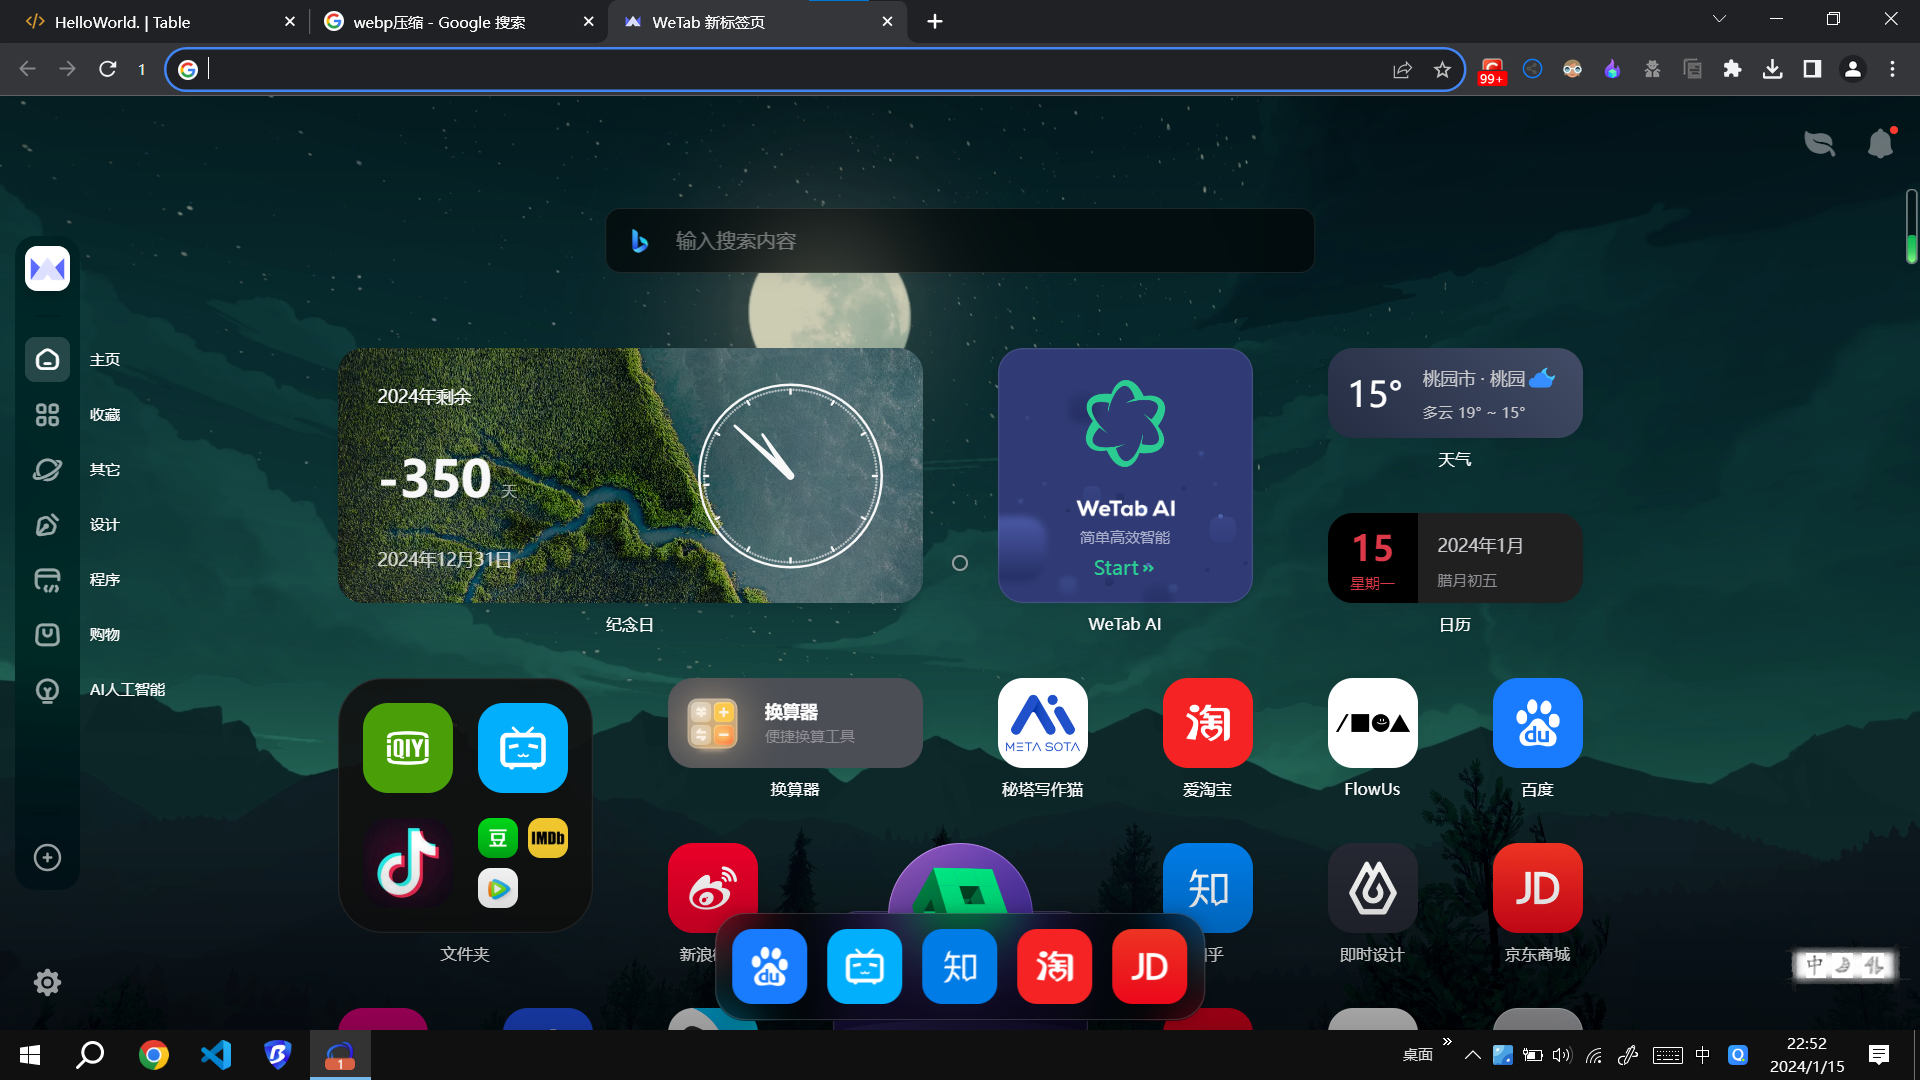 HelloWorld. | Table
webp压缩 - Google 搜索
WeTab 新标签页
1
99+
输入搜索内容
主页
收藏
其它
设计
程序
购物
AI人工智能
2024年剩余
-350 天
2024年12月31日
纪念日
WeTab AI
简单高效智能
Start »
WeTab AI
15°
桃园市 · 桃园
多云 19° ~ 15°
天气
15
星期一
2024年1月
腊月初五
日历
iQIYI
豆
IMDb
文件夹
换算器
便捷换算工具
换算器
META SOTA
秘塔写作猫
淘
爱淘宝
FlowUs
du
百度
新浪
知
乎
即时设计
JD
京东商城
du
知
淘
JD
中
1
桌面
中
22:52
2024/1/15